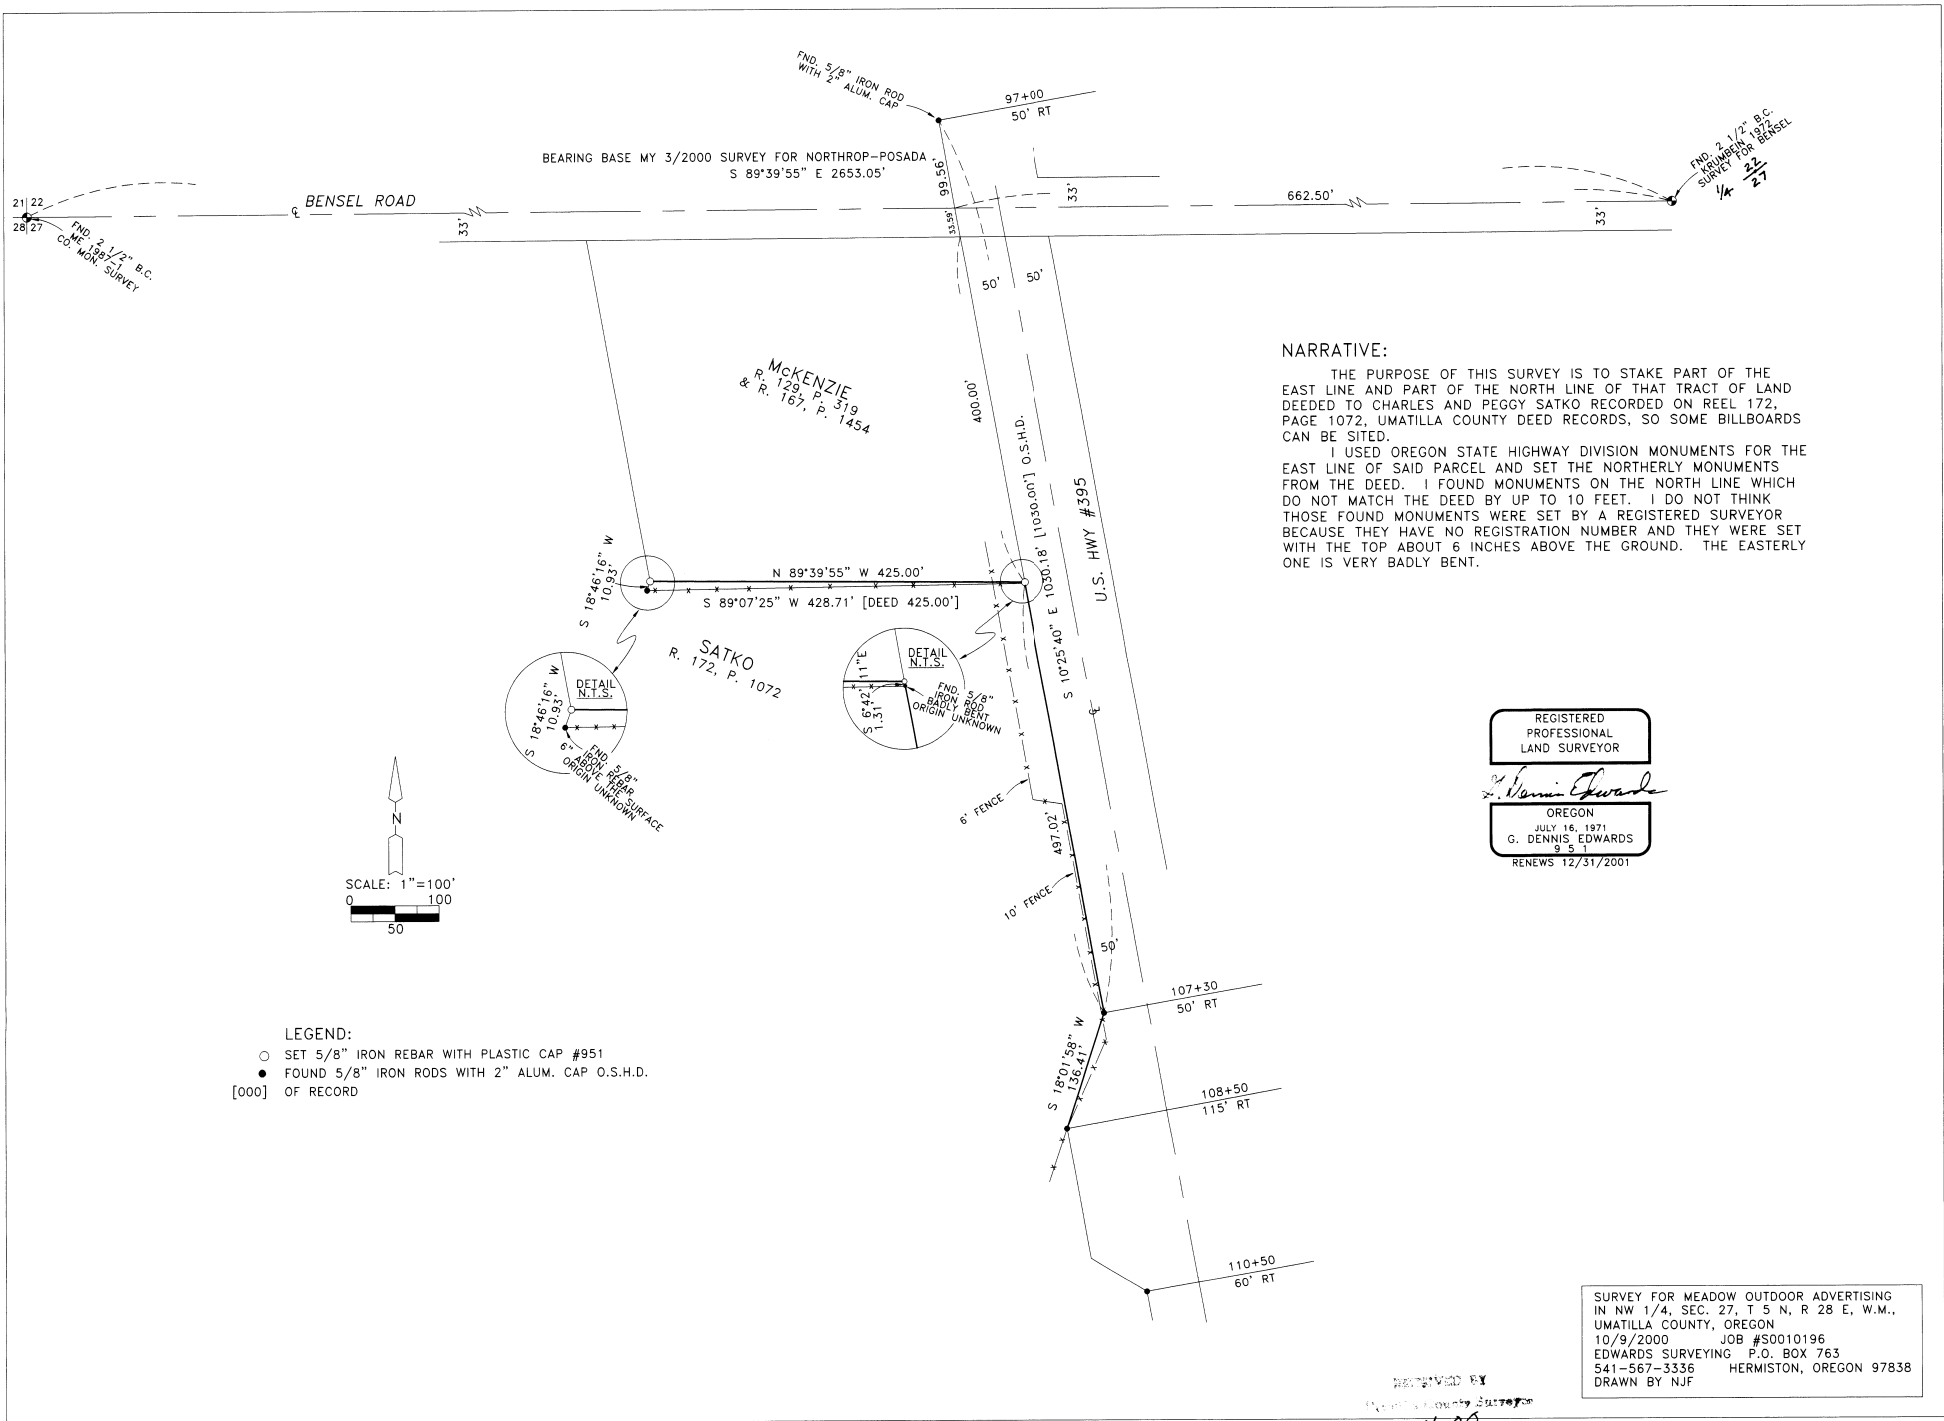 FND. 5/8" IRON ROD
WITH 2" ALUM. CAP
97+00
50' RT
BEARING BASE MY 3/2000 SURVEY FOR NORTHROP-POSADA
S 89°39'55" E 2653.05'
99.56'
FND. 2 1/2" B.C.
KRUMBEIN 1972
SURVEY FOR BENSEL
1/4 22
27
21 22
28 27
℄
BENSEL ROAD
33'
33.59'
33'
662.50'
33'
FND. 2 1/2" B.C.
ME 1987-1
CO. MON. SURVEY
50'
50'
McKENZIE
R. 129, P. 319
& R. 167, P. 1454
400.00'
S 10°25'40" E 1030.18' [1030.00'] O.S.H.D.
U.S. HWY #395
℄
NARRATIVE:
THE PURPOSE OF THIS SURVEY IS TO STAKE PART OF THE
EAST LINE AND PART OF THE NORTH LINE OF THAT TRACT OF LAND
DEEDED TO CHARLES AND PEGGY SATKO RECORDED ON REEL 172,
PAGE 1072, UMATILLA COUNTY DEED RECORDS, SO SOME BILLBOARDS
CAN BE SITED.
I USED OREGON STATE HIGHWAY DIVISION MONUMENTS FOR THE
EAST LINE OF SAID PARCEL AND SET THE NORTHERLY MONUMENTS
FROM THE DEED. I FOUND MONUMENTS ON THE NORTH LINE WHICH
DO NOT MATCH THE DEED BY UP TO 10 FEET. I DO NOT THINK
THOSE FOUND MONUMENTS WERE SET BY A REGISTERED SURVEYOR
BECAUSE THEY HAVE NO REGISTRATION NUMBER AND THEY WERE SET
WITH THE TOP ABOUT 6 INCHES ABOVE THE GROUND. THE EASTERLY
ONE IS VERY BADLY BENT.
S 18°46'16" W
10.93'
N 89°39'55" W 425.00'
S 89°07'25" W 428.71' [DEED 425.00']
SATKO
R. 172, P. 1072
DETAIL
N.T.S.
S 18°46'16" W
10.93'
FND. 5/8"
IRON REBAR
6" ABOVE THE SURFACE
ORIGIN UNKNOWN
DETAIL
N.T.S.
S 6°42' 11"E
1.31'
FND. 5/8"
IRON ROD
BADLY BENT
ORIGIN UNKNOWN
6' FENCE
497.02'
10' FENCE
50'
REGISTERED
PROFESSIONAL
LAND SURVEYOR
G. Dennis Edwards
OREGON
JULY 16, 1971
G. DENNIS EDWARDS
9 5 1
RENEWS 12/31/2001
N
SCALE: 1"=100'
0 100
50
107+30
50' RT
S 18°01'58" W
136.41'
108+50
115' RT
110+50
60' RT
LEGEND:
SET 5/8" IRON REBAR WITH PLASTIC CAP #951
FOUND 5/8" IRON RODS WITH 2" ALUM. CAP O.S.H.D.
[000] OF RECORD
SURVEY FOR MEADOW OUTDOOR ADVERTISING
IN NW 1/4, SEC. 27, T 5 N, R 28 E, W.M.,
UMATILLA COUNTY, OREGON
10/9/2000 JOB #S0010196
EDWARDS SURVEYING P.O. BOX 763
541-567-3336 HERMISTON, OREGON 97838
DRAWN BY NJF
RECEIVED BY
County Surveyor